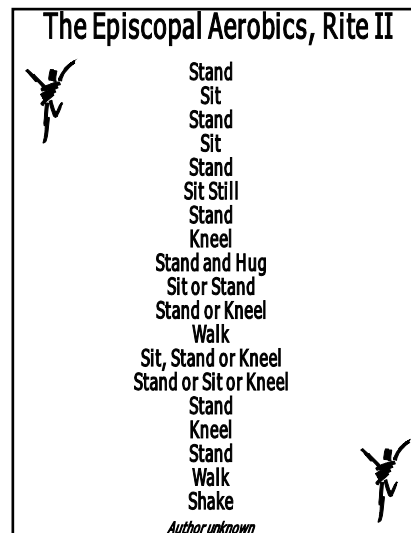 The Episcopal Aerobics, Rite II
Stand
Sit
Stand
Sit
Stand
Sit Still
Stand
Kneel
Stand and Hug
Sit or Stand
Stand or Kneel
Walk
Sit, Stand or Kneel
Stand or Sit or Kneel
Stand
Kneel
Stand
Walk
Shake
Author unknown